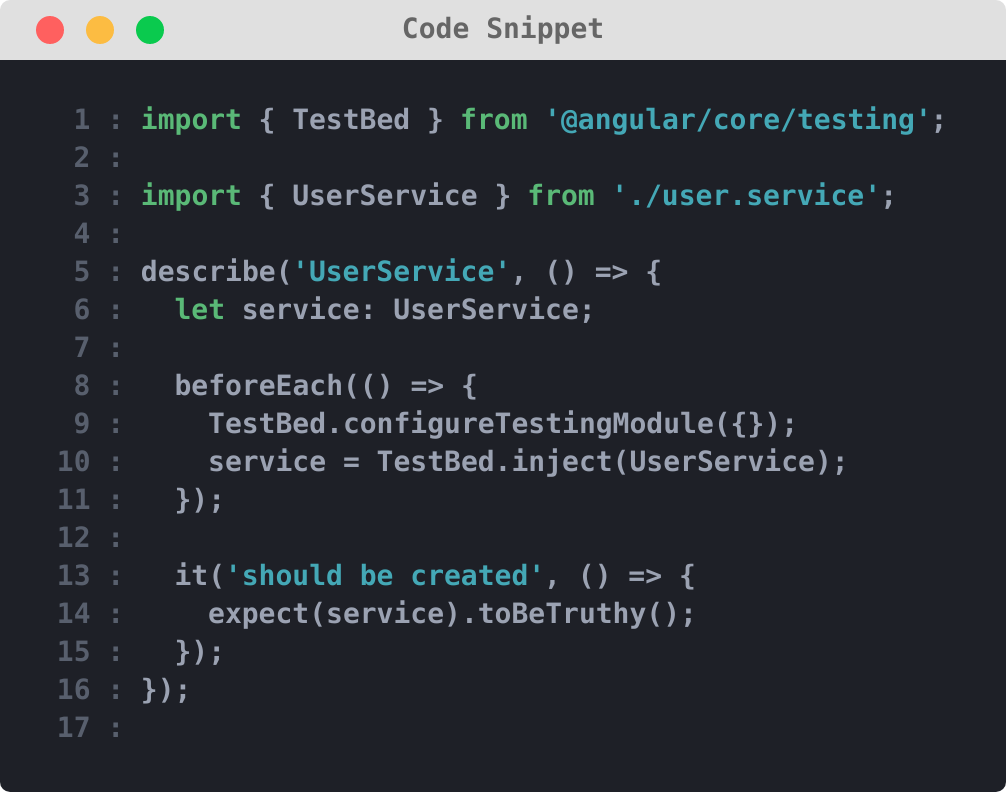 Code Snippet
1 : import { TestBed } from '@angular/core/testing';
2 :
3 : import { UserService } from './user.service';
4 :
5 : describe('UserService', () => {
6 :   let service: UserService;
7 :
8 :   beforeEach(() => {
9 :     TestBed.configureTestingModule({});
10 :     service = TestBed.inject(UserService);
11 :   });
12 :
13 :   it('should be created', () => {
14 :     expect(service).toBeTruthy();
15 :   });
16 : });
17 :